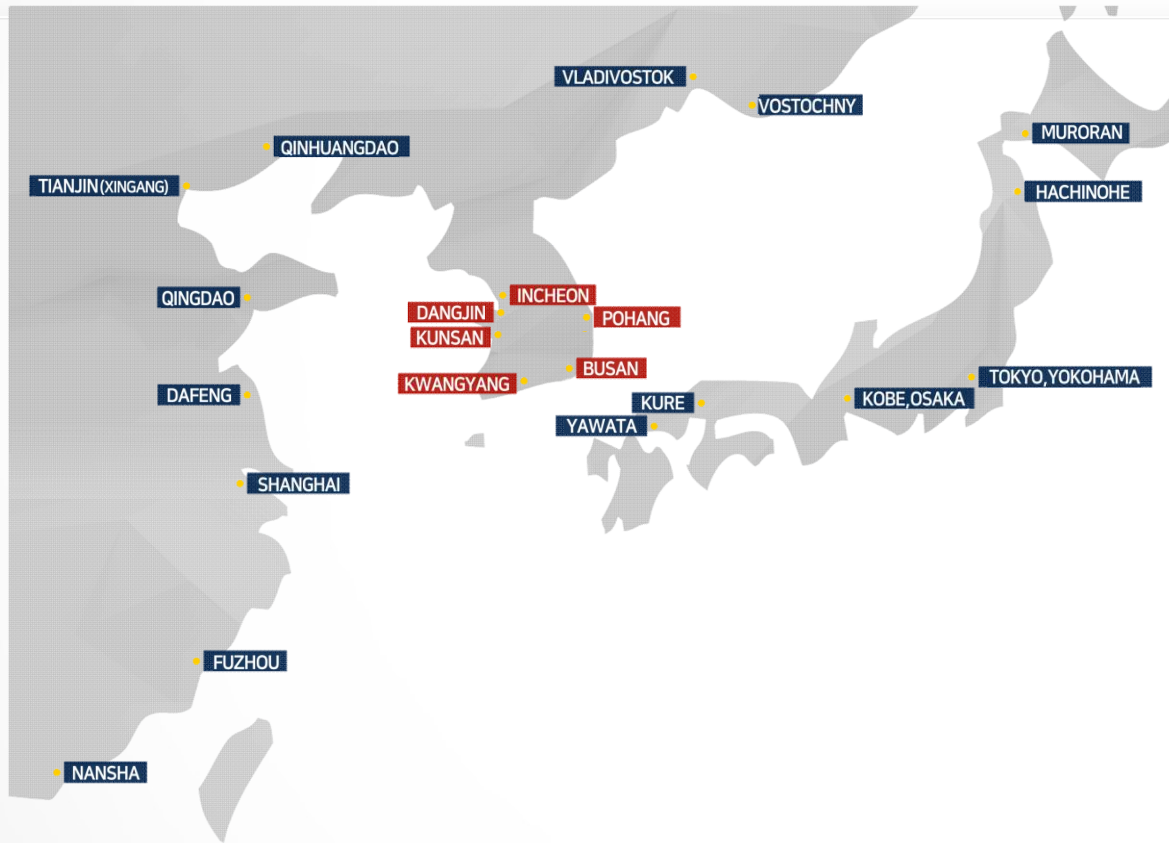 VLADIVOSTOK
VOSTOCHNY
MURORAN
QINHUANGDAO
TIANJIN(XINGANG)
HACHINOHE
QINGDAO
INCHEON
DANGJIN
POHANG
KUNSAN
BUSAN
KWANGYANG
TOKYO,YOKOHAMA
DAFENG
KOBE,OSAKA
KURE
YAWATA
SHANGHAI
FUZHOU
NANSHA